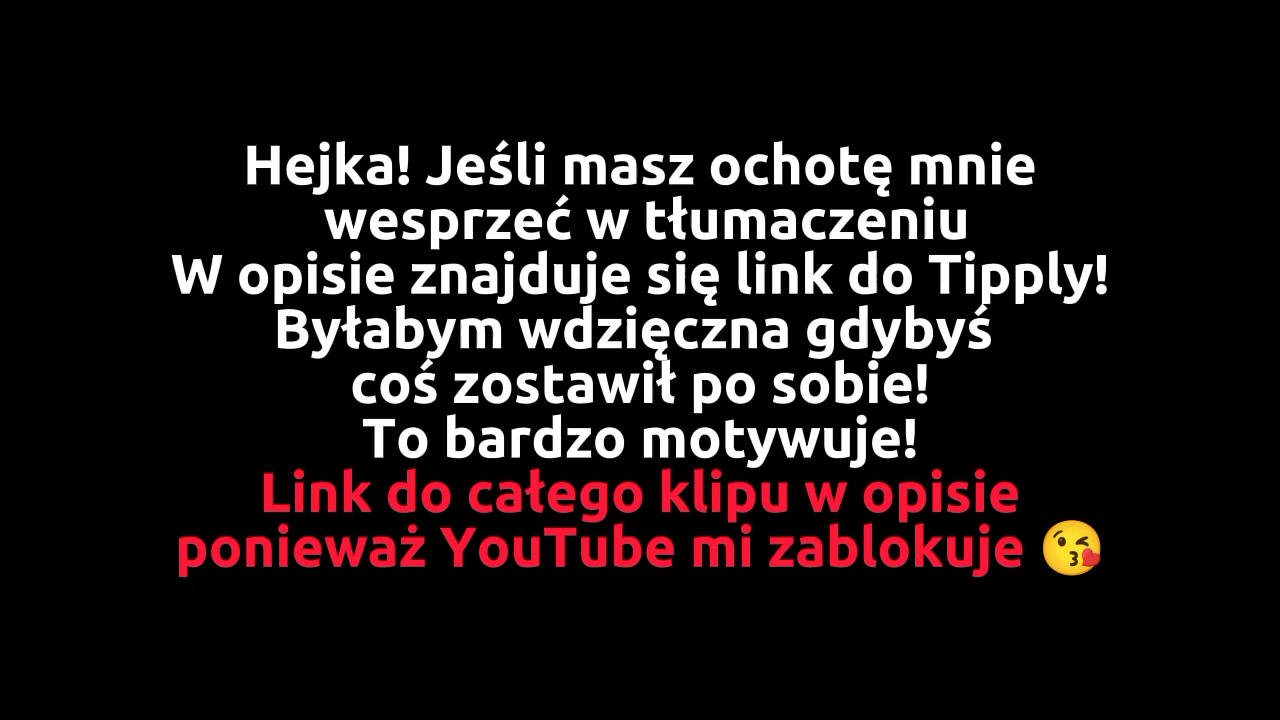 Hejka! Jeśli masz ochotę mnie
wesprzeć w tłumaczeniu
W opisie znajduje się link do Tipply!
Byłabym wdzięczna gdybyś
coś zostawił po sobie!
To bardzo motywuje!
Link do całego klipu w opisie
ponieważ YouTube mi zablokuje 😘